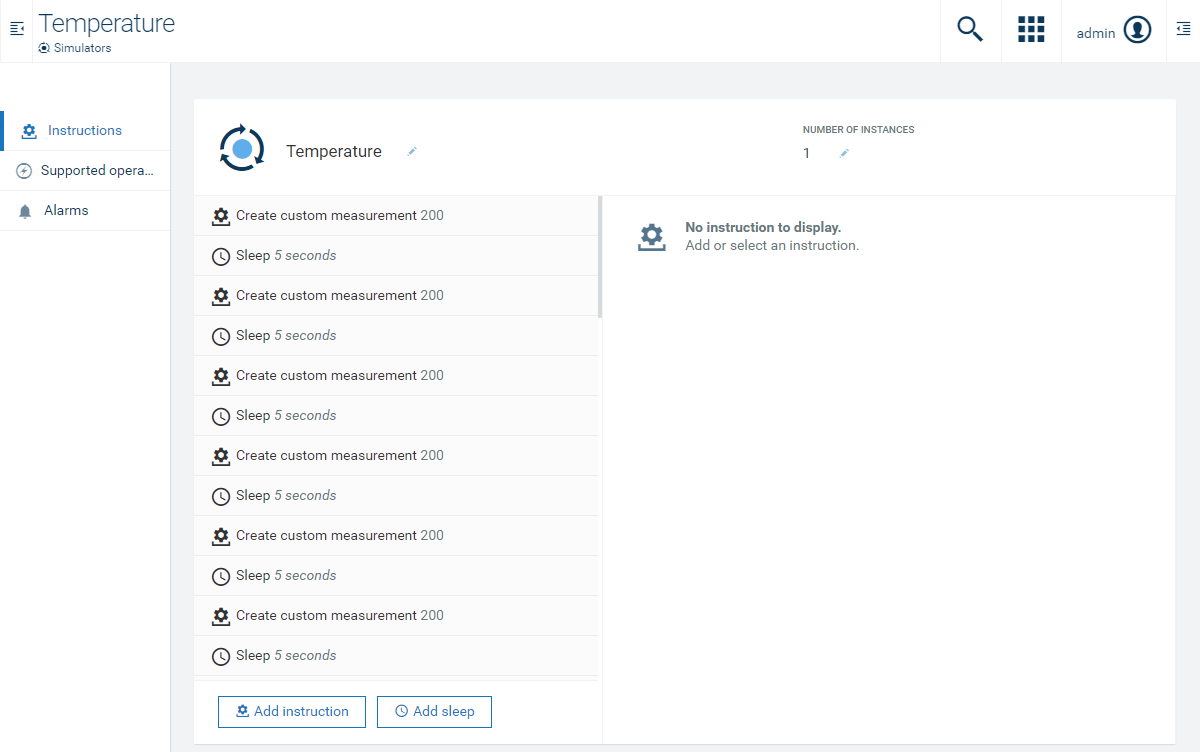 Temperature
Simulators
admin
Instructions
Supported opera...
Alarms
Temperature
NUMBER OF INSTANCES
1
Create custom measurement 200
Sleep 5 seconds
Create custom measurement 200
Sleep 5 seconds
Create custom measurement 200
Sleep 5 seconds
Create custom measurement 200
Sleep 5 seconds
Create custom measurement 200
Sleep 5 seconds
Create custom measurement 200
Sleep 5 seconds
No instruction to display.
Add or select an instruction.
Add instruction
Add sleep